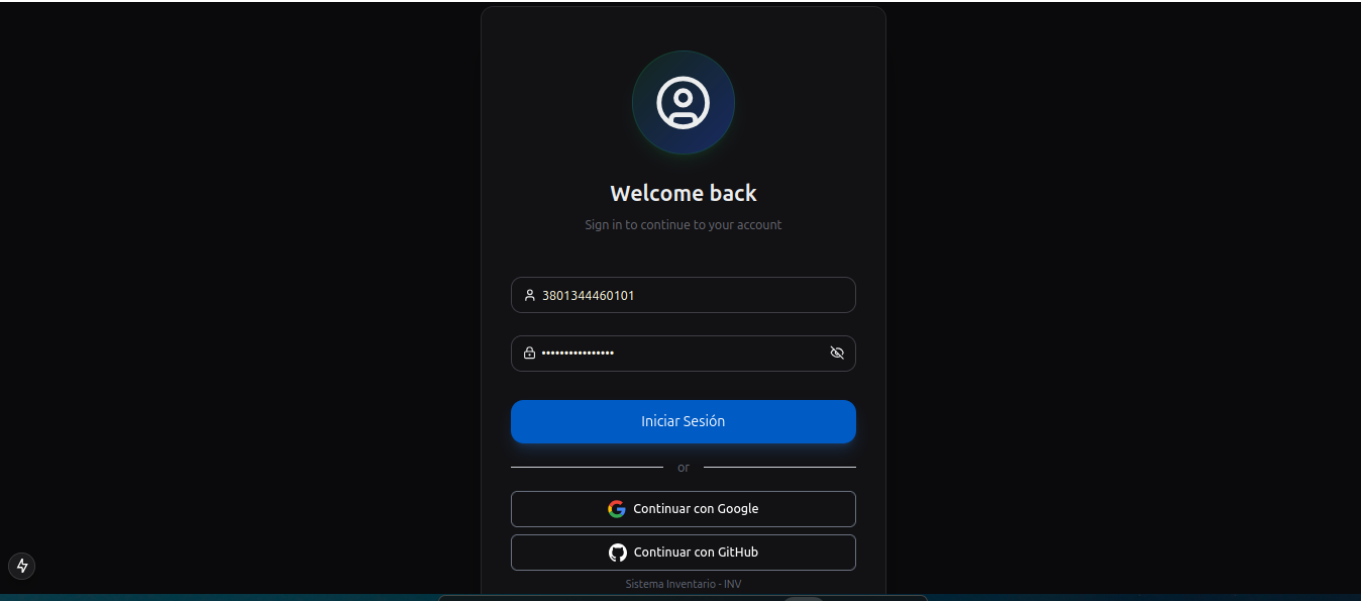 Welcome back
Sign in to continue to your account
3801344460101
••••••••••••••••
Iniciar Sesión
or
Continuar con Google
Continuar con GitHub
Sistema Inventario - INV